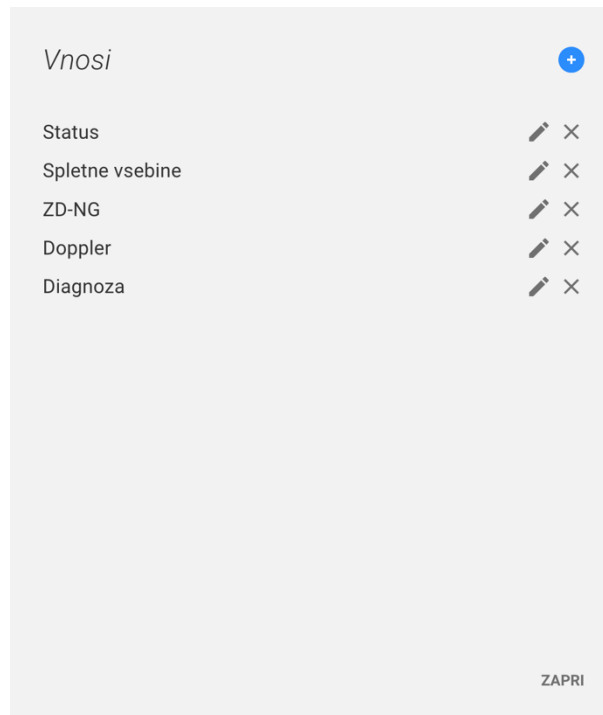 Vnosi
Status
Spletne vsebine
ZD-NG
Doppler
Diagnoza
ZAPRI